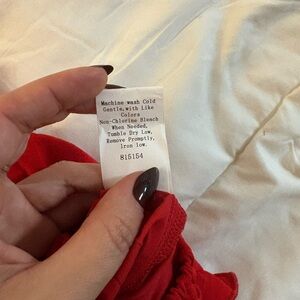 Machine wash Cold
Gentle, with Like
Colors
Non-Chlorine Bleach
When Needed,
Tumble Dry Low,
Remove Promptly,
Iron low.
815154